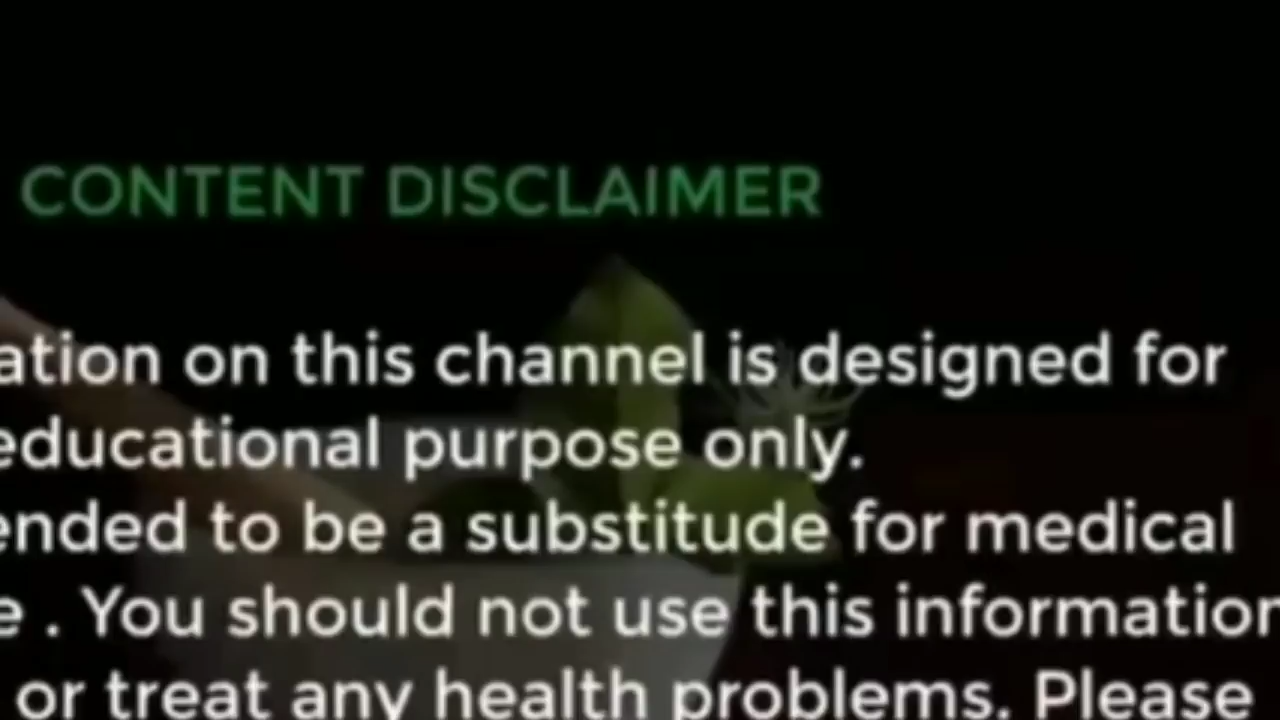 CONTENT DISCLAIMER
ation on this channel is designed for
educational purpose only.
ended to be a substitude for medical
e . You should not use this information
or treat any health problems. Please